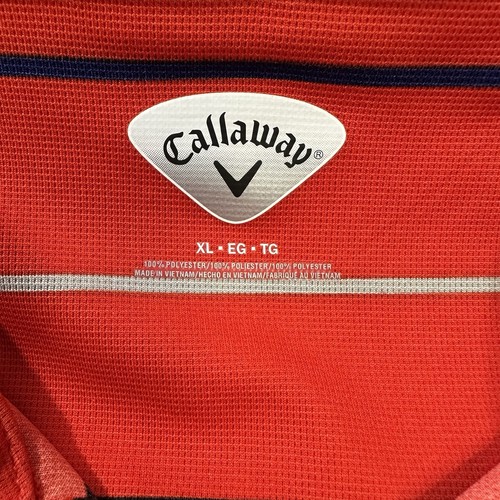 Callaway®
XL ▪ EG ▪ TG
100% POLYESTER/100% POLIESTER/100% POLYESTER
MADE IN VIETNAM/HECHO EN VIETNAM/FABRIQUÉ AU VIETNAM